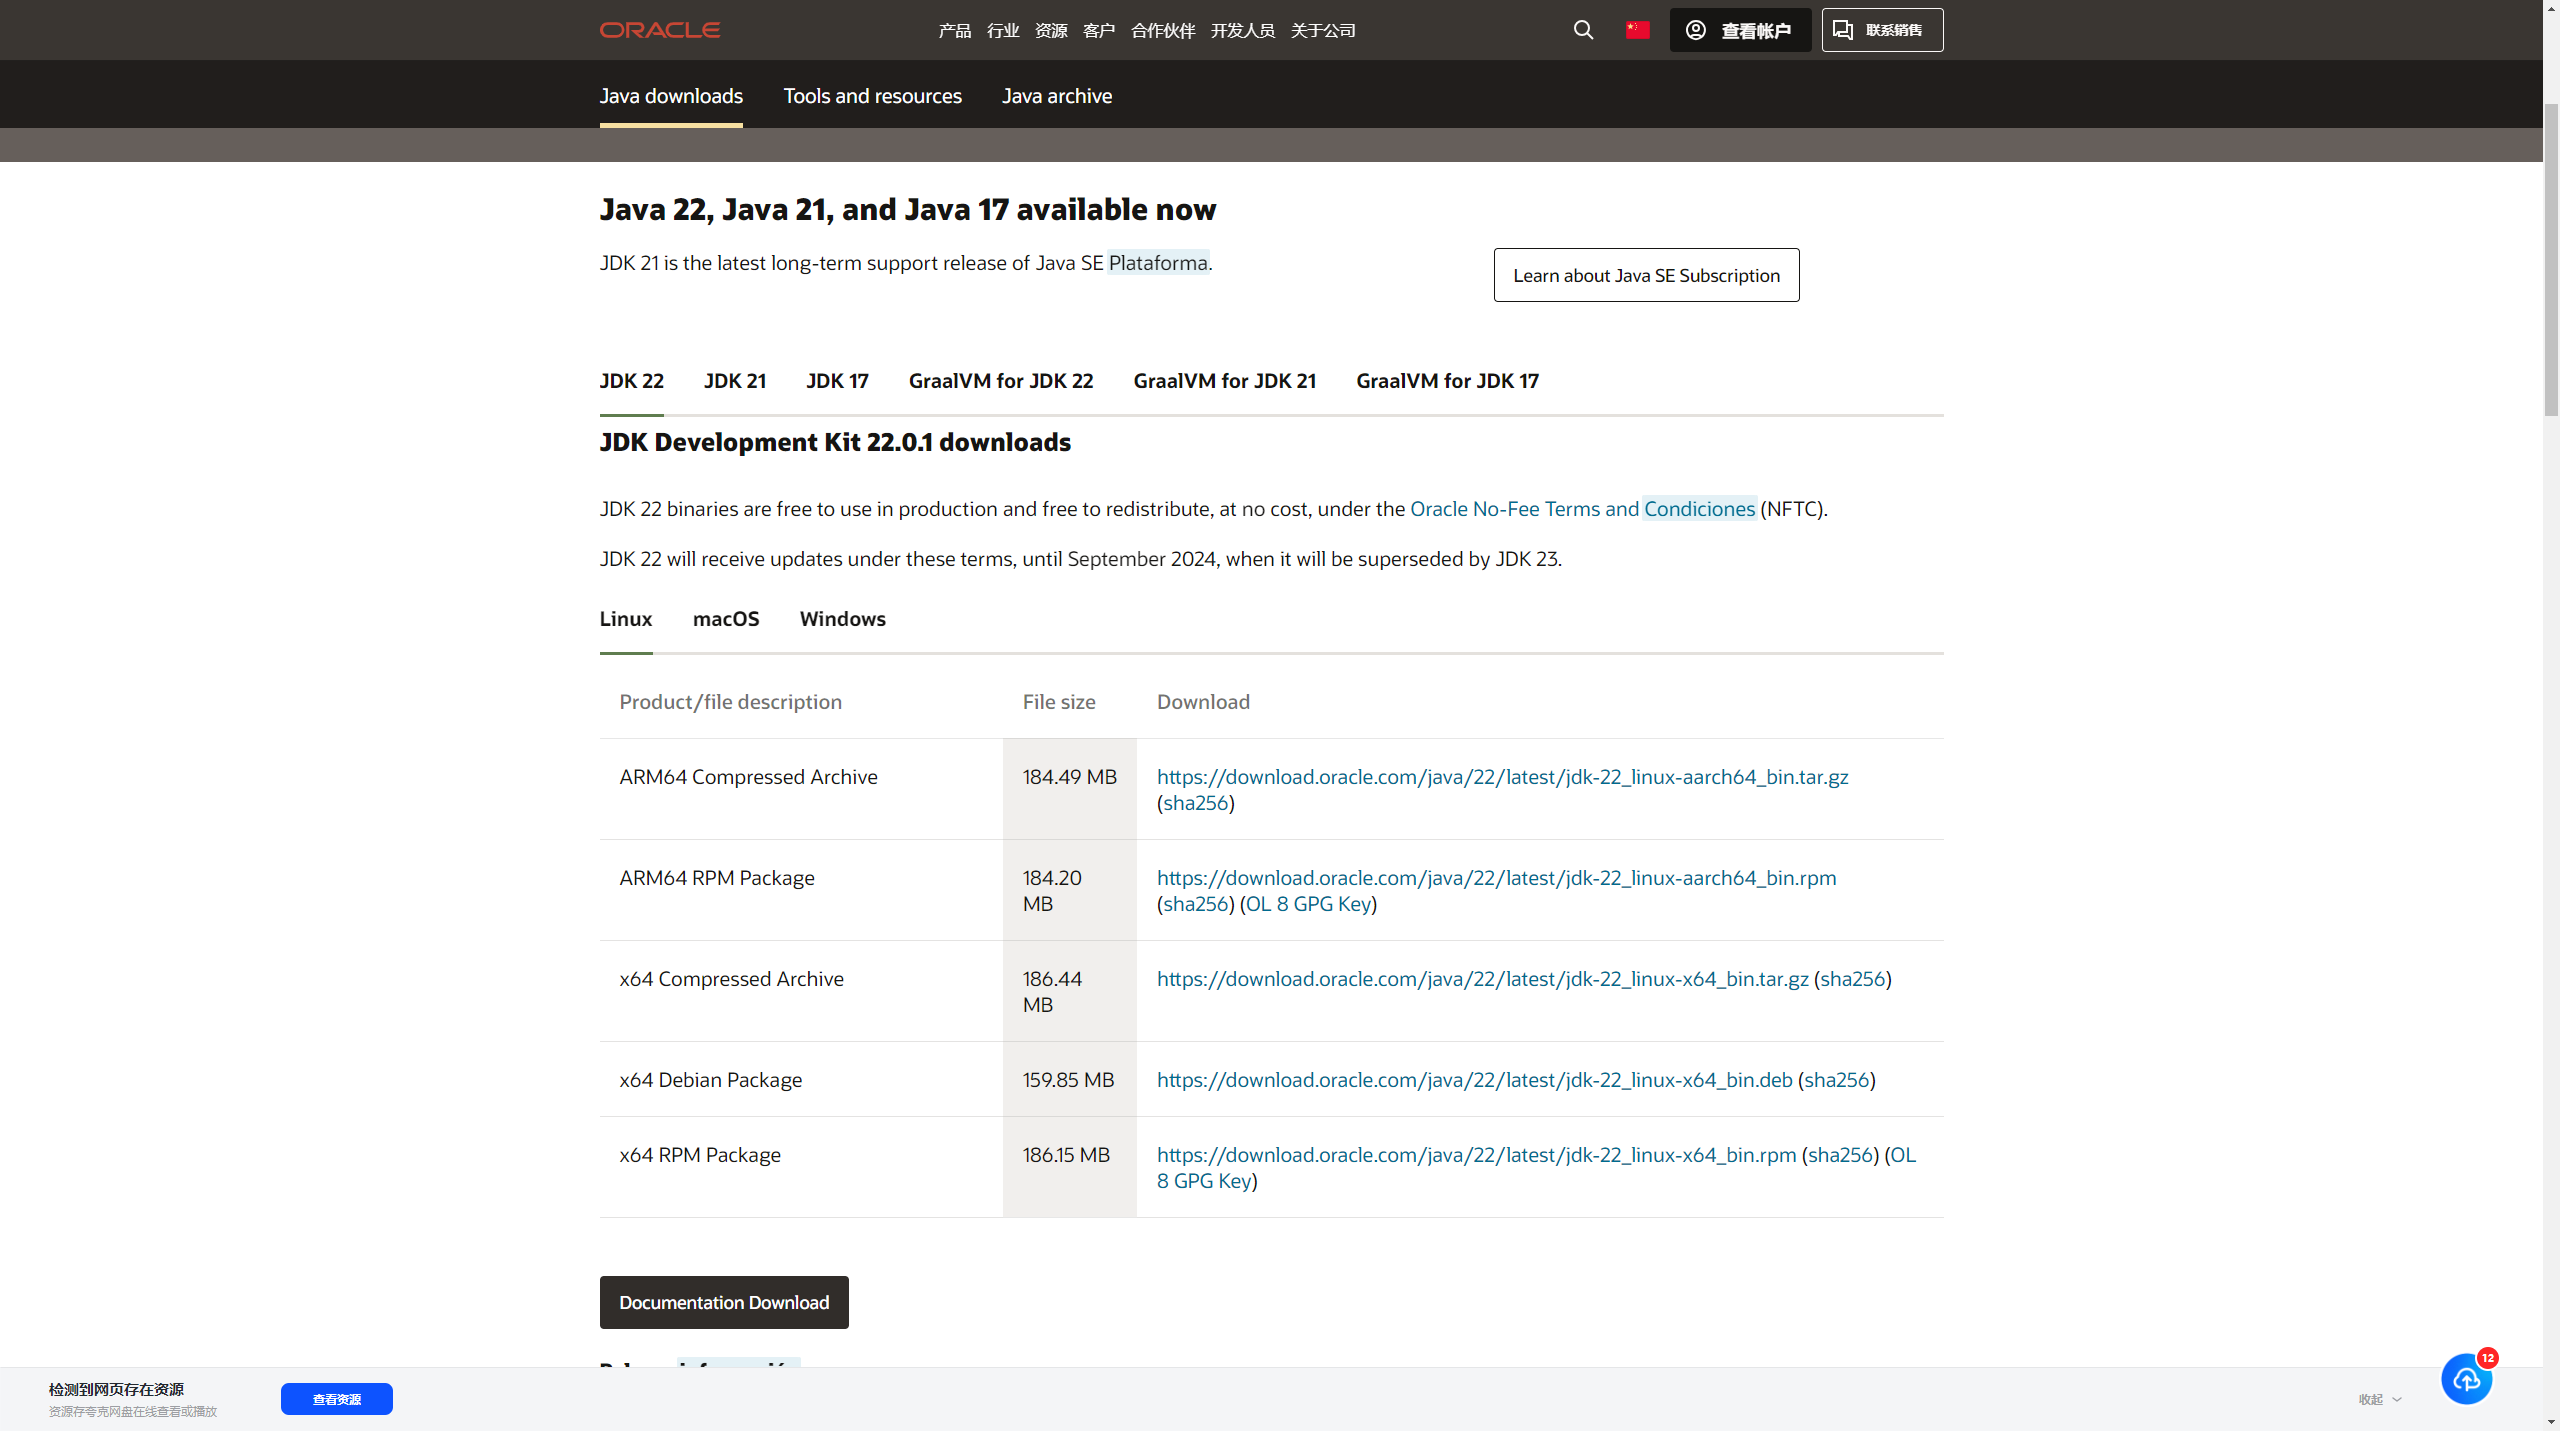 ORACLE
产品 行业 资源 客户 合作伙伴 开发人员 关于公司
查看帐户
联系销售
Java downloads Tools and resources Java archive
Java 22, Java 21, and Java 17 available now
JDK 21 is the latest long-term support release of Java SE Plataforma.
Learn about Java SE Subscription
JDK 22 JDK 21 JDK 17 GraalVM for JDK 22 GraalVM for JDK 21 GraalVM for JDK 17
JDK Development Kit 22.0.1 downloads
JDK 22 binaries are free to use in production and free to redistribute, at no cost, under the Oracle No-Fee Terms and Condiciones (NFTC).
JDK 22 will receive updates under these terms, until September 2024, when it will be superseded by JDK 23.
Linux macOS Windows
Product/file description File size Download
ARM64 Compressed Archive 184.49 MB https://download.oracle.com/java/22/latest/jdk-22_linux-aarch64_bin.tar.gz
(sha256)
ARM64 RPM Package 184.20 https://download.oracle.com/java/22/latest/jdk-22_linux-aarch64_bin.rpm
MB (sha256) (OL 8 GPG Key)
x64 Compressed Archive 186.44 https://download.oracle.com/java/22/latest/jdk-22_linux-x64_bin.tar.gz (sha256)
MB
x64 Debian Package 159.85 MB https://download.oracle.com/java/22/latest/jdk-22_linux-x64_bin.deb (sha256)
x64 RPM Package 186.15 MB https://download.oracle.com/java/22/latest/jdk-22_linux-x64_bin.rpm (sha256) (OL
8 GPG Key)
Documentation Download
检测到网页存在资源
资源存夸克网盘在线查看或播放
查看资源
收起
12